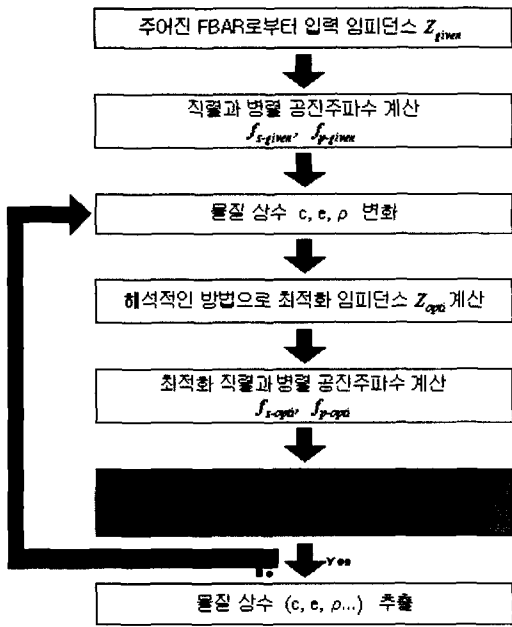 주어진 FBAR로부터 입력 임피던스 Z_given
직렬과 병렬 공진주파수 계산
f_s-given, f_p-given
물질 상수 c, e, ρ 변화
해석적인 방법으로 최적화 임피던스 Z_opti 계산
최적화 직렬과 병렬 공진주파수 계산
f_s-opti, f_p-opti
Yes
No
물질 상수 (c, e, ρ...) 추출